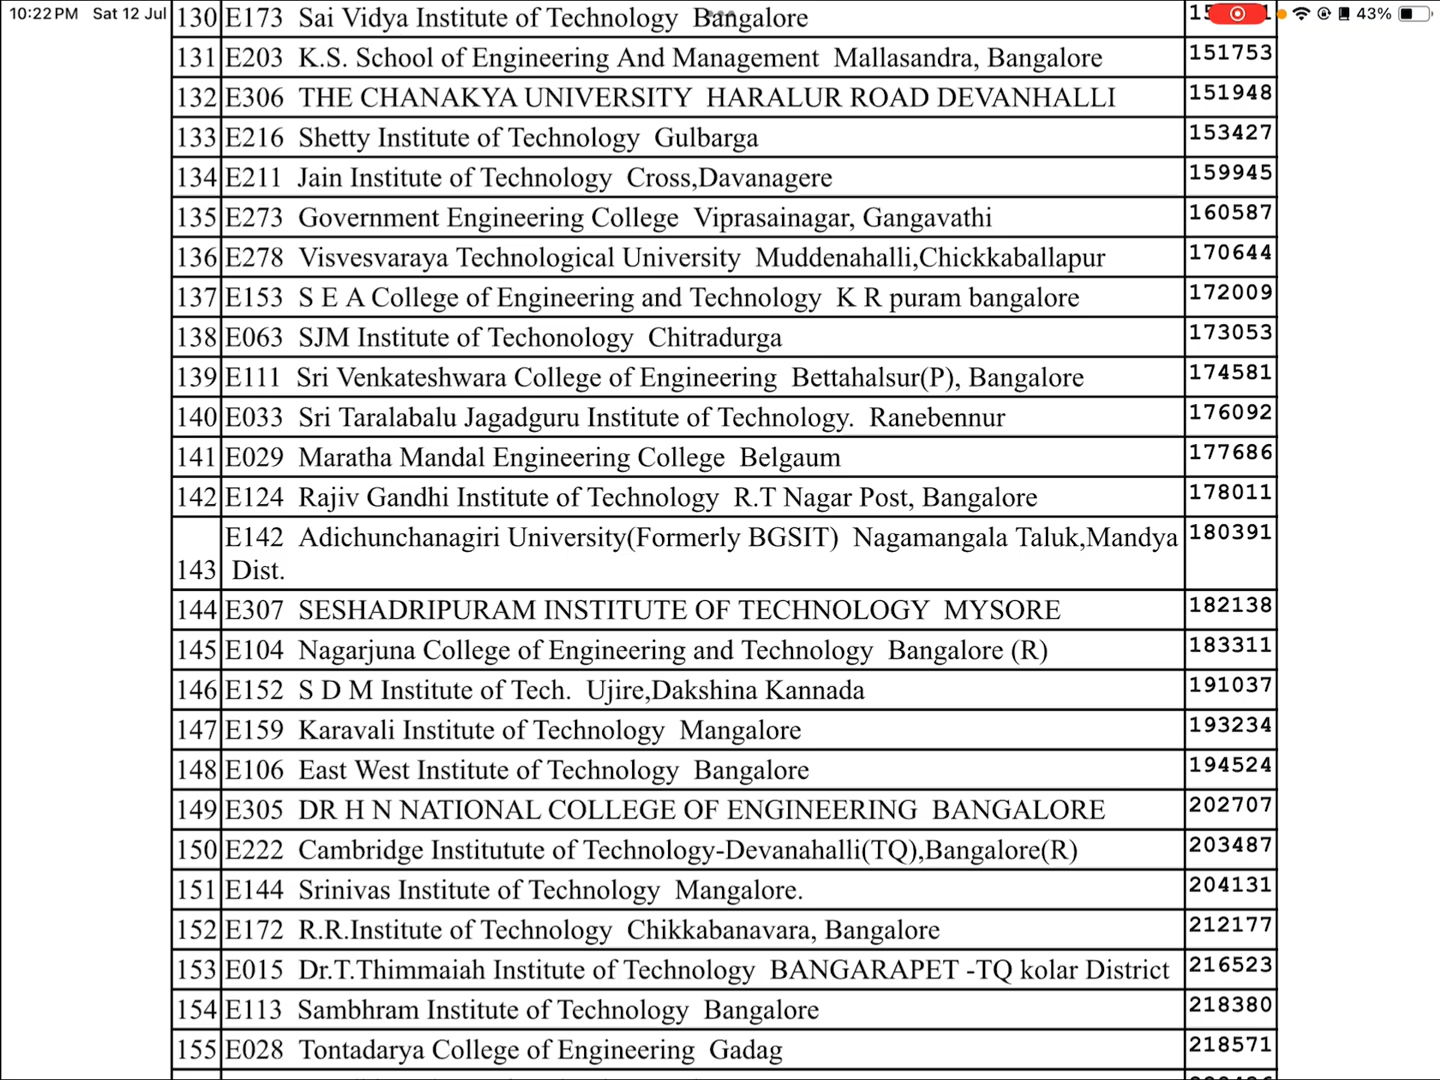 10:22 PM Sat 12 Jul 43%
130 E173 Sai Vidya Institute of Technology Bangalore
131 E203 K.S. School of Engineering And Management Mallasandra, Bangalore 151753
132 E306 THE CHANAKYA UNIVERSITY HARALUR ROAD DEVANHALLI 151948
133 E216 Shetty Institute of Technology Gulbarga 153427
134 E211 Jain Institute of Technology Cross,Davanagere 159945
135 E273 Government Engineering College Viprasainagar, Gangavathi 160587
136 E278 Visvesvaraya Technological University Muddenahalli,Chickkaballapur 170644
137 E153 S E A College of Engineering and Technology K R puram bangalore 172009
138 E063 SJM Institute of Techonology Chitradurga 173053
139 E111 Sri Venkateshwara College of Engineering Bettahalsur(P), Bangalore 174581
140 E033 Sri Taralabalu Jagadguru Institute of Technology. Ranebennur 176092
141 E029 Maratha Mandal Engineering College Belgaum 177686
142 E124 Rajiv Gandhi Institute of Technology R.T Nagar Post, Bangalore 178011
E142 Adichunchanagiri University(Formerly BGSIT) Nagamangala Taluk,Mandya 180391
143 Dist.
144 E307 SESHADRIPURAM INSTITUTE OF TECHNOLOGY MYSORE 182138
145 E104 Nagarjuna College of Engineering and Technology Bangalore (R) 183311
146 E152 S D M Institute of Tech. Ujire,Dakshina Kannada 191037
147 E159 Karavali Institute of Technology Mangalore 193234
148 E106 East West Institute of Technology Bangalore 194524
149 E305 DR H N NATIONAL COLLEGE OF ENGINEERING BANGALORE 202707
150 E222 Cambridge Institutute of Technology-Devanahalli(TQ),Bangalore(R) 203487
151 E144 Srinivas Institute of Technology Mangalore. 204131
152 E172 R.R.Institute of Technology Chikkabanavara, Bangalore 212177
153 E015 Dr.T.Thimmaiah Institute of Technology BANGARAPET -TQ kolar District 216523
154 E113 Sambhram Institute of Technology Bangalore 218380
155 E028 Tontadarya College of Engineering Gadag 218571